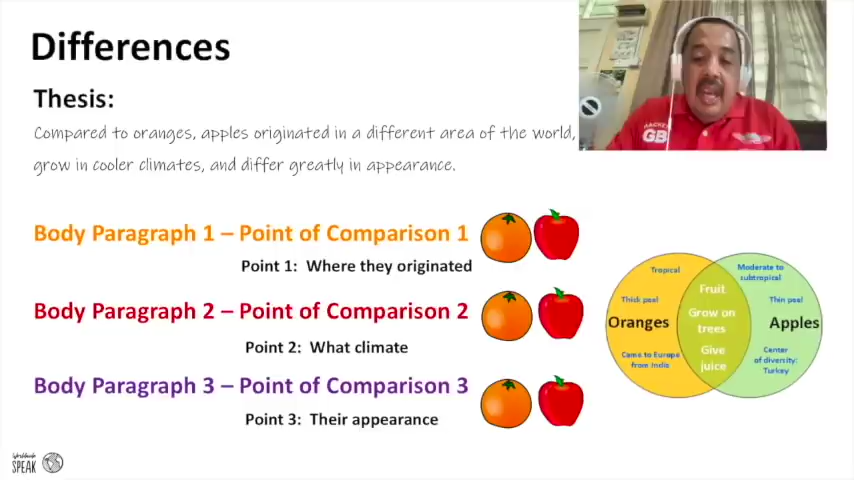 Differences
Thesis:
Compared to oranges, apples originated in a different area of the world,
grow in cooler climates, and differ greatly in appearance.
Body Paragraph 1 – Point of Comparison 1
Point 1: Where they originated
Body Paragraph 2 – Point of Comparison 2
Point 2: What climate
Body Paragraph 3 – Point of Comparison 3
Point 3: Their appearance
Tropical
Thick peel
Oranges
Came to Europe
from India
Fruit
Grow on
trees
Give
juice
Moderate to
subtropical
Thin peel
Apples
Center
of diversity:
Turkey
GB
Worldwide
SPEAK